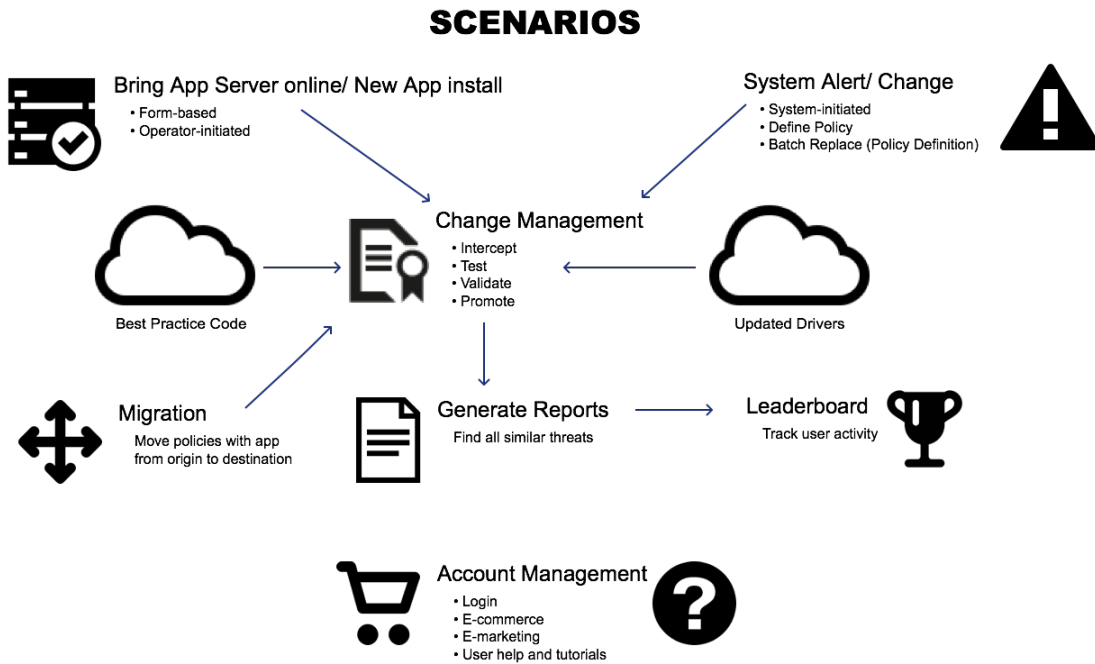 SCENARIOS
Bring App Server online/ New App install
• Form-based
• Operator-initiated
System Alert/ Change
• System-initiated
• Define Policy
• Batch Replace (Policy Definition)
Change Management
• Intercept
• Test
• Validate
• Promote
Best Practice Code
Updated Drivers
Migration
Move policies with app
from origin to destination
Generate Reports
Find all similar threats
Leaderboard
Track user activity
Account Management
• Login
• E-commerce
• E-marketing
• User help and tutorials